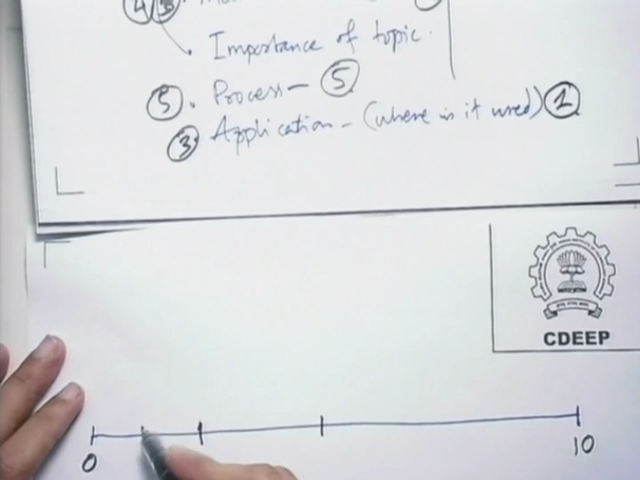 Importance of topic.
5. Process - 5
3. Application - (where is it used) 2
CDEEP
0 10